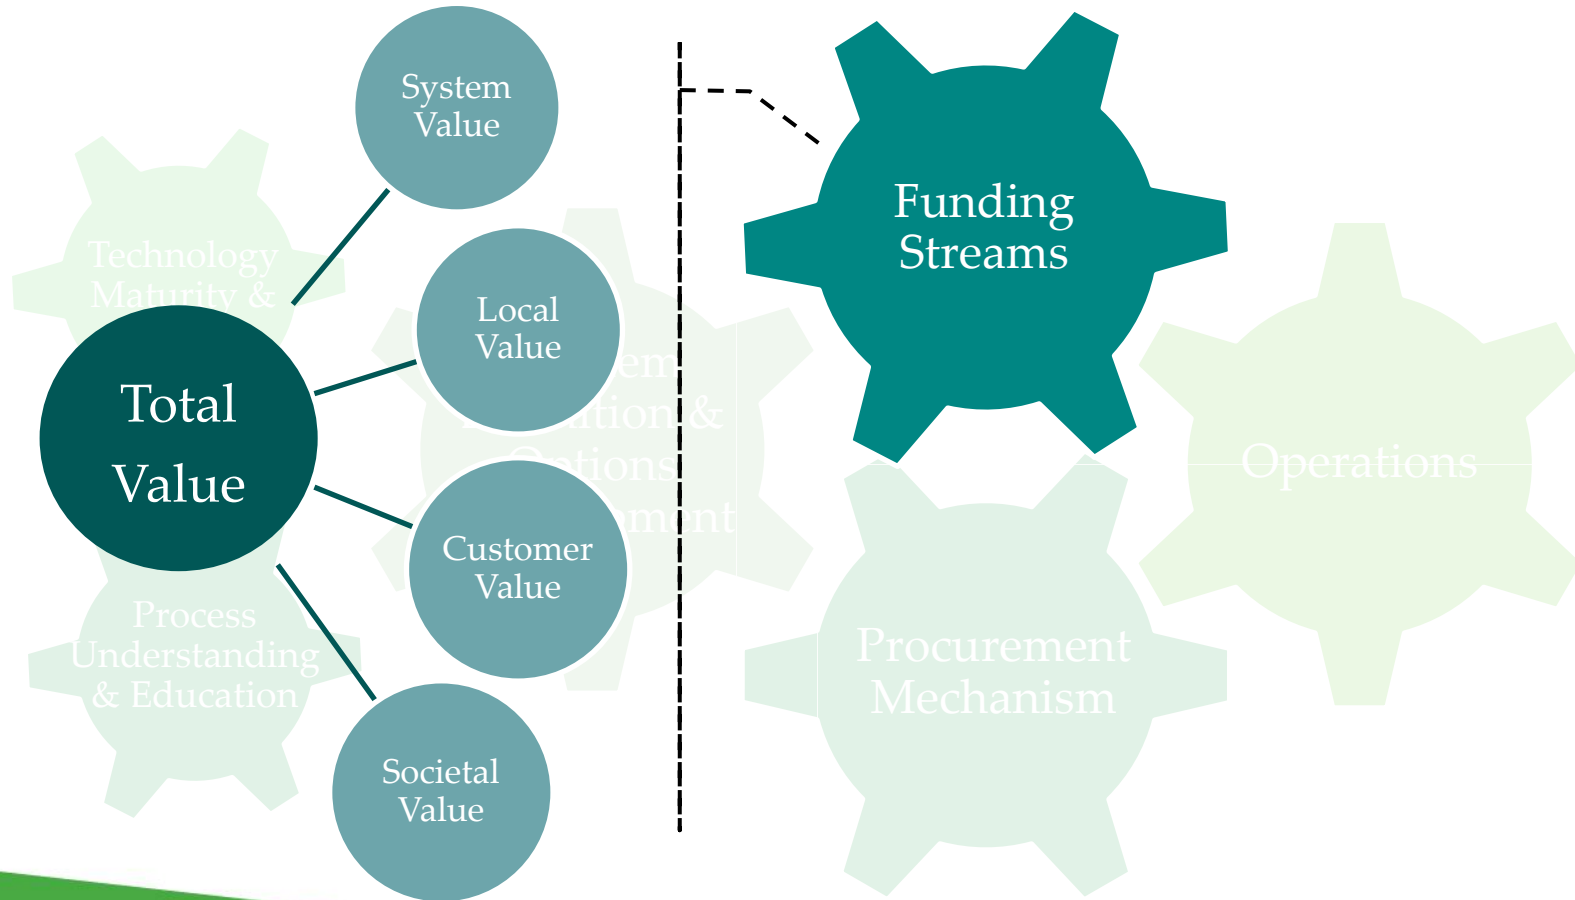 System
Value
Technology
Maturity &
Local
Value
Total
Value
Customer
Value
Process
Understanding
& Education
Societal
Value
&
Funding
Streams
Operations
Procurement
Mechanism